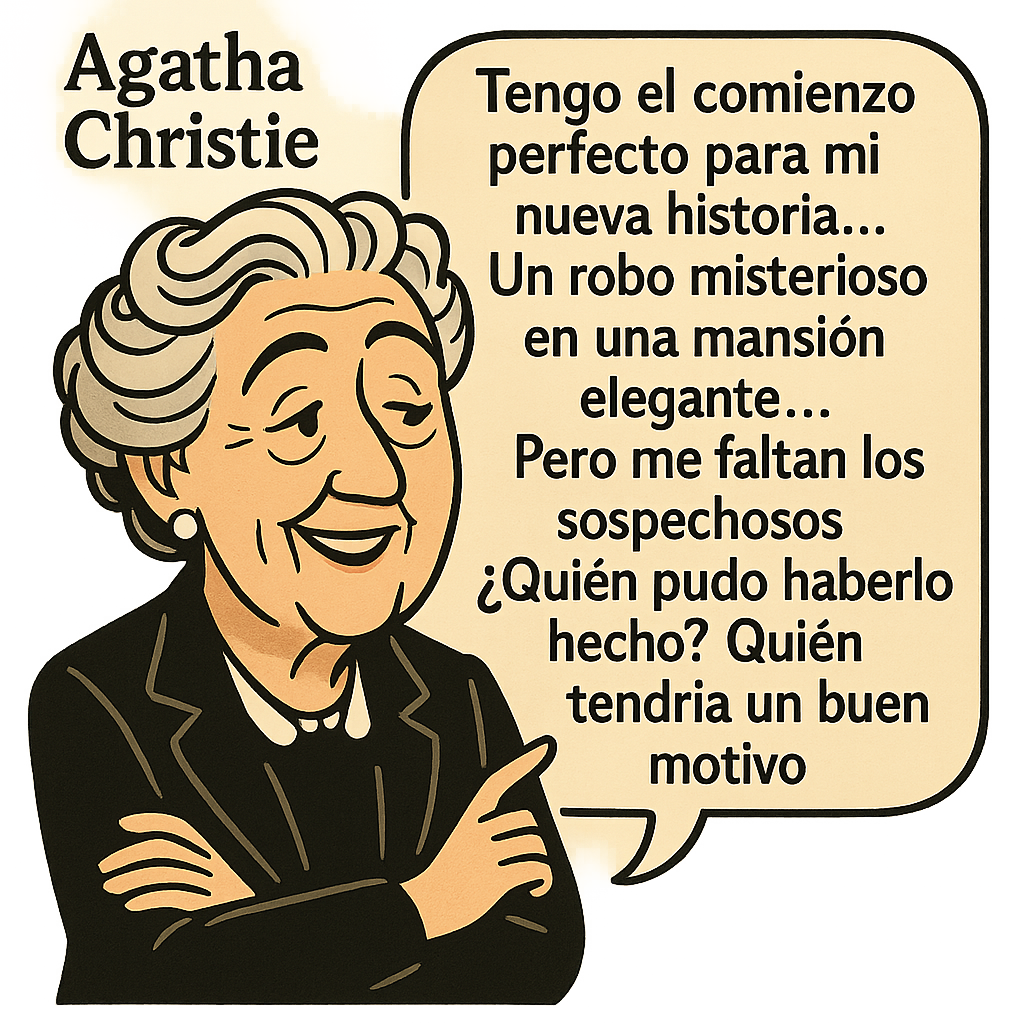 Agatha
Christie
Tengo el comienzo
perfecto para mi
nueva historia...
Un robo misterioso
en una mansión
elegante...
Pero me faltan los
sospechosos
¿Quién pudo haberlo
hecho? Quién
tendria un buen
motivo